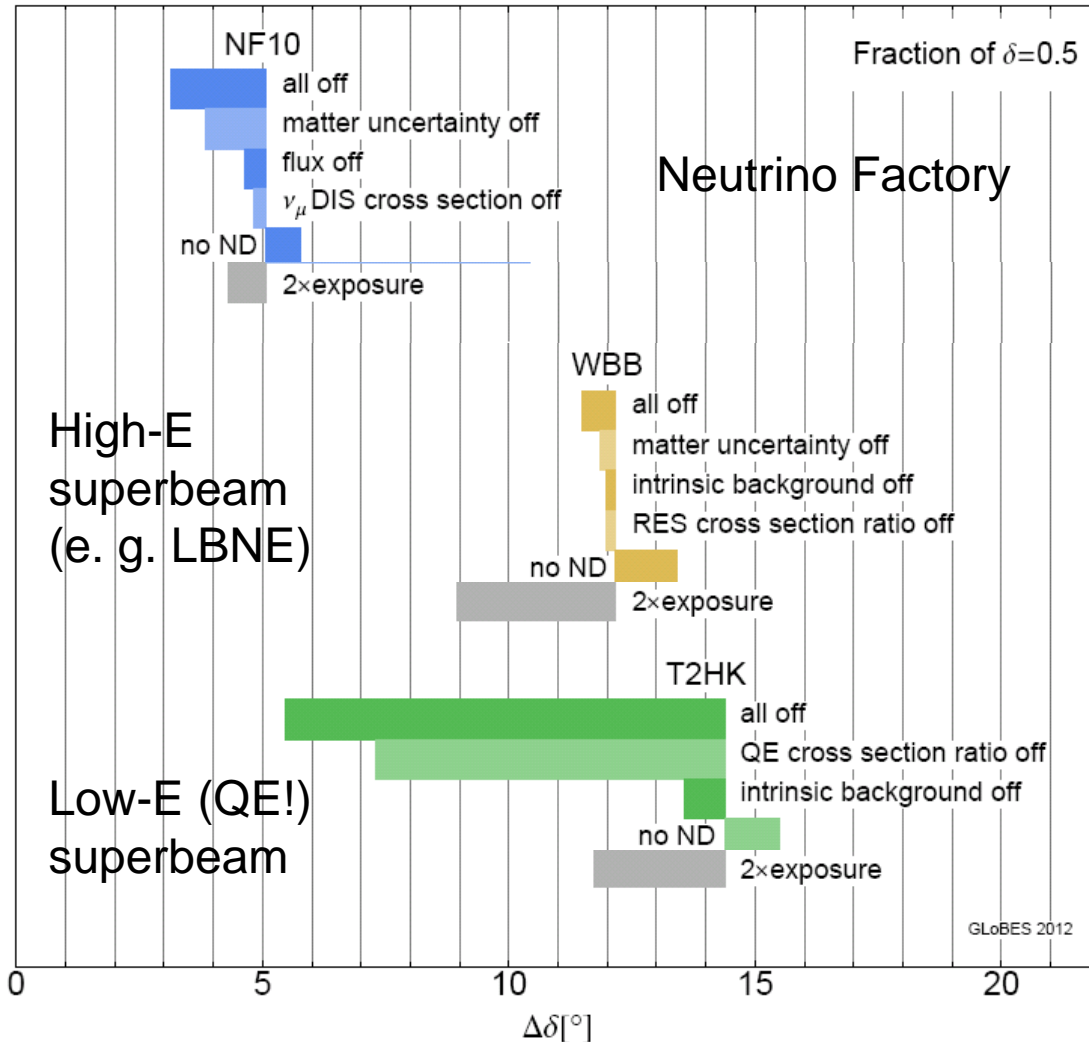 NF10
Fraction of δ=0.5
all off
matter uncertainty off
flux off
Neutrino Factory
νμ DIS cross section off
no ND
2×exposure
WBB
all off
High-E
superbeam
(e. g. LBNE)
matter uncertainty off
intrinsic background off
RES cross section ratio off
no ND
2×exposure
T2HK
all off
QE cross section ratio off
Low-E (QE!)
superbeam
intrinsic background off
no ND
2×exposure
GLoBES 2012
0 5 10 15 20
Δδ[°]